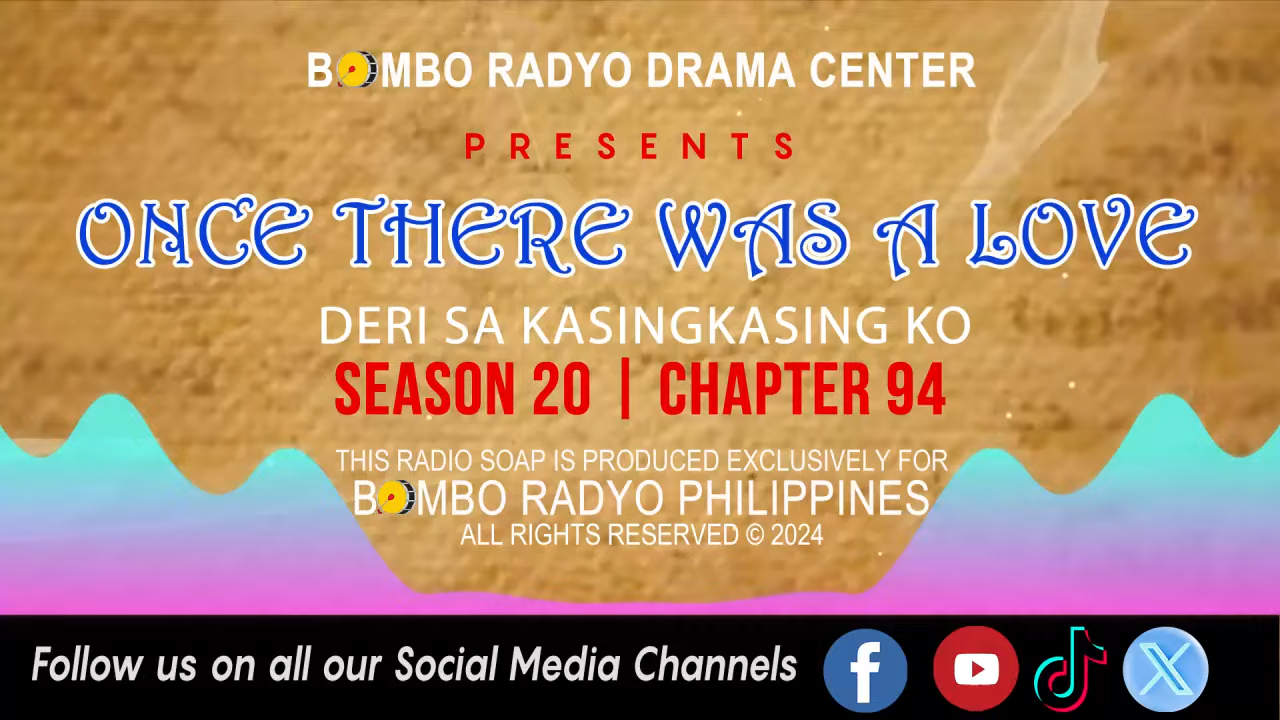 BOMBO RADYO DRAMA CENTER
PRESENTS
ONCE THERE WAS A LOVE
DERI SA KASINGKASING KO
SEASON 20 | CHAPTER 94
THIS RADIO SOAP IS PRODUCED EXCLUSIVELY FOR
BOMBO RADYO PHILIPPINES
ALL RIGHTS RESERVED © 2024
Follow us on all our Social Media Channels